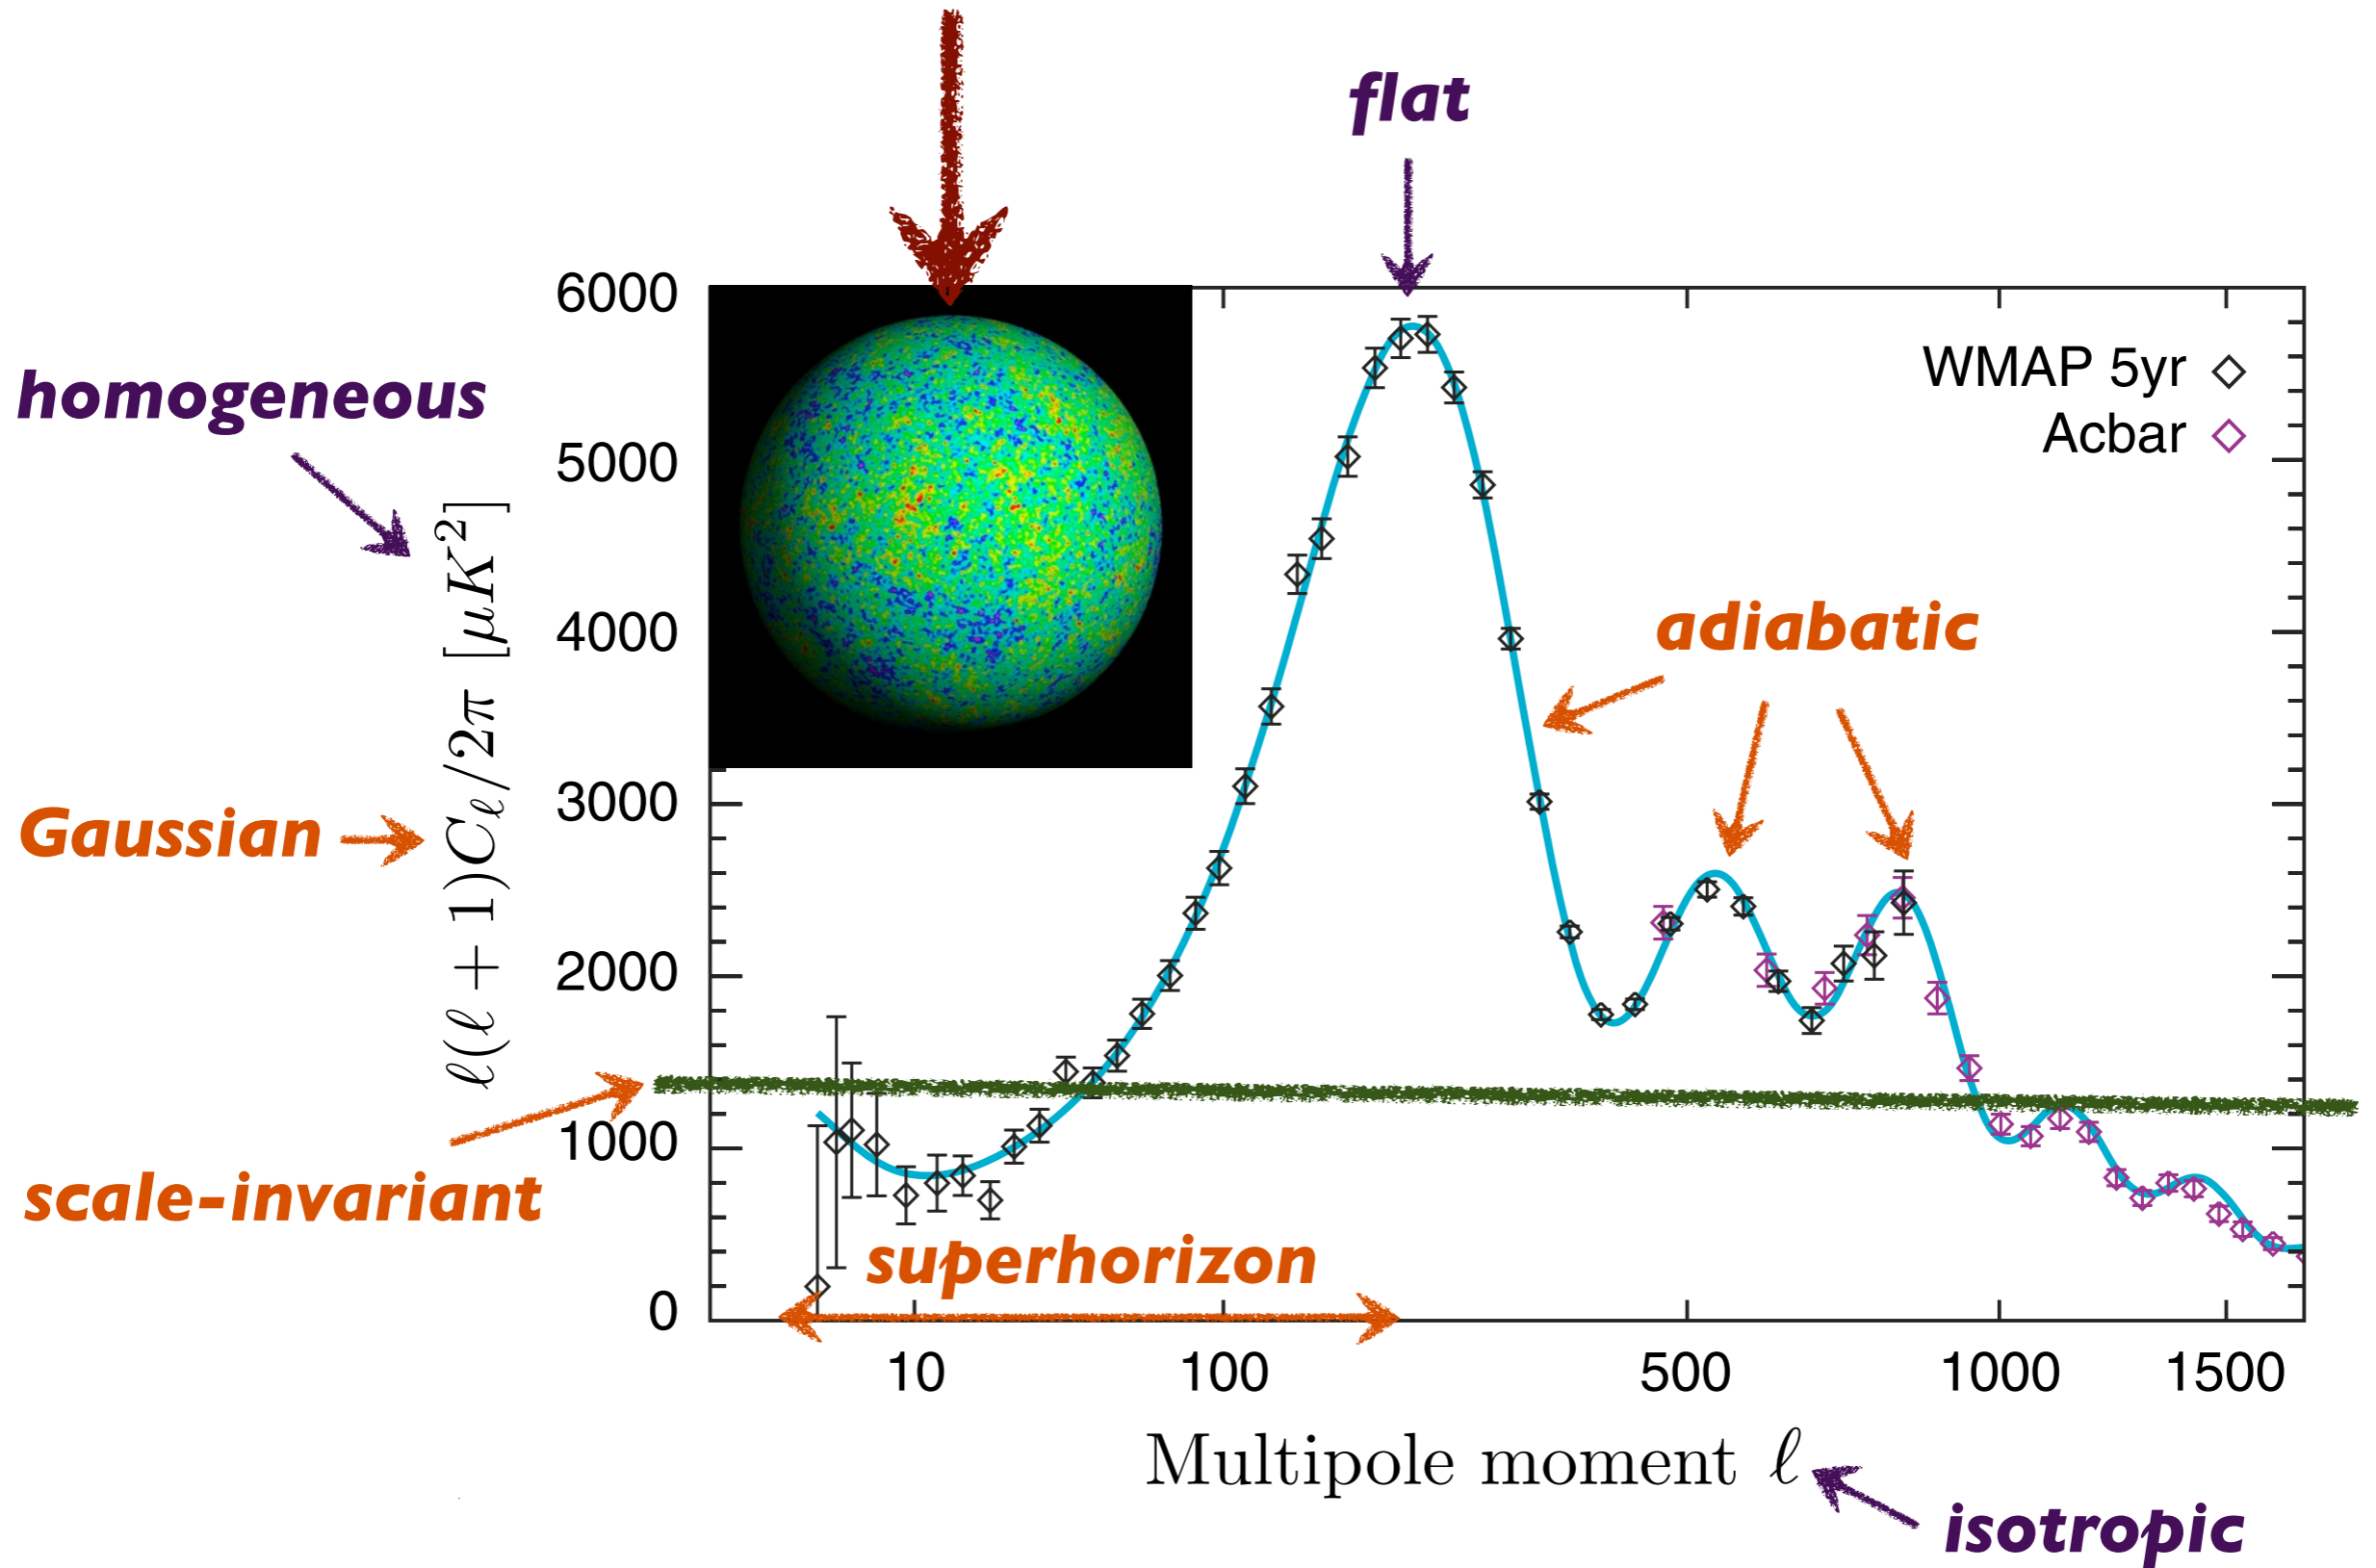 flat
6000
homogeneous
WMAP 5yr
Acbar
5000
ℓ(ℓ + 1)Cℓ/2π [μK²]
4000
adiabatic
3000
Gaussian
2000
1000
scale-invariant
superhorizon
0
10 100 500 1000 1500
Multipole moment ℓ
isotropic